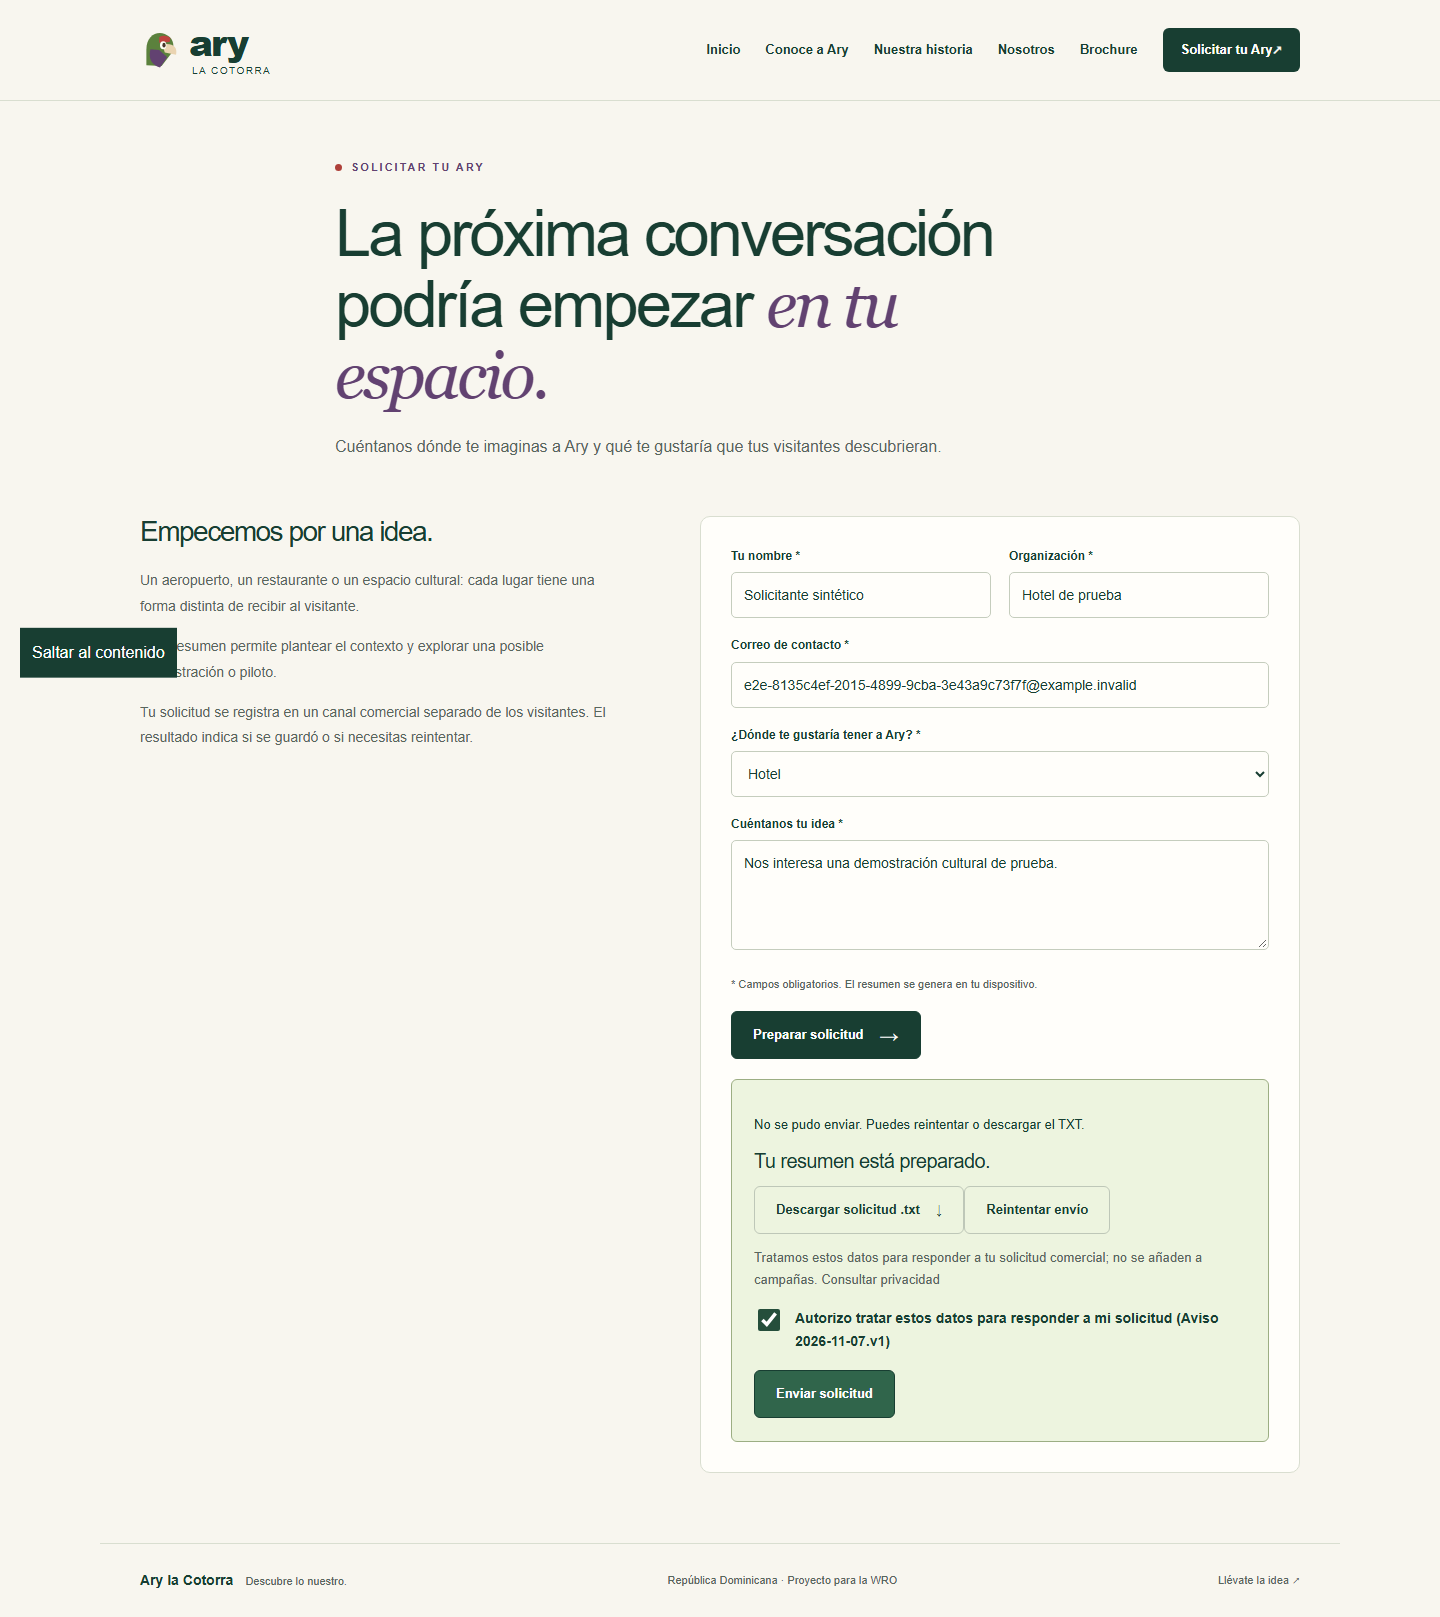 ary
LA COTORRA
Inicio
Conoce a Ary
Nuestra historia
Nosotros
Brochure
Solicitar tu Ary↗
SOLICITAR TU ARY
La próxima conversación
podría empezar en tu
espacio.
Cuéntanos dónde te imaginas a Ary y qué te gustaría que tus visitantes descubrieran.
Empecemos por una idea.
Un aeropuerto, un restaurante o un espacio cultural: cada lugar tiene una
forma distinta de recibir al visitante.
Saltar al contenido
permite plantear el contexto y explorar una posible
o piloto.
Tu solicitud se registra en un canal comercial separado de los visitantes. El
resultado indica si se guardó o si necesitas reintentar.
Tu nombre *
Organización *
Solicitante sintético
Hotel de prueba
Correo de contacto *
e2e-8135c4ef-2015-4899-9cba-3e43a9c73f7f@example.invalid
¿Dónde te gustaría tener a Ary? *
Hotel
Cuéntanos tu idea *
Nos interesa una demostración cultural de prueba.
* Campos obligatorios. El resumen se genera en tu dispositivo.
Preparar solicitud →
No se pudo enviar. Puedes reintentar o descargar el TXT.
Tu resumen está preparado.
Descargar solicitud .txt ↓
Reintentar envío
Tratamos estos datos para responder a tu solicitud comercial; no se añaden a
campañas. Consultar privacidad
Autorizo tratar estos datos para responder a mi solicitud (Aviso
2026-11-07.v1)
Enviar solicitud
Ary la Cotorra
Descubre lo nuestro.
República Dominicana · Proyecto para la WRO
Llévate la idea ↗